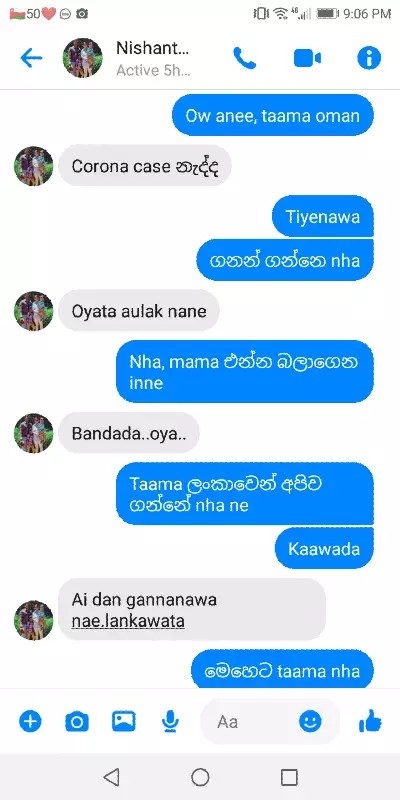 50
9:06 PM
Nishant...
Active 5h...
Ow anee, taama oman
Corona case නැද්ද
Tiyenawa
ගනන් ගන්නෙ nha
Oyata aulak nane
Nha, mama එන්න බලාගෙන
inne
Bandada..oya..
Taama ලංකාවෙන් අපිව
ගන්නේ nha ne
Kaawada
Ai dan gannanawa
nae.lankawata
මෙහෙට taama nha
Aa